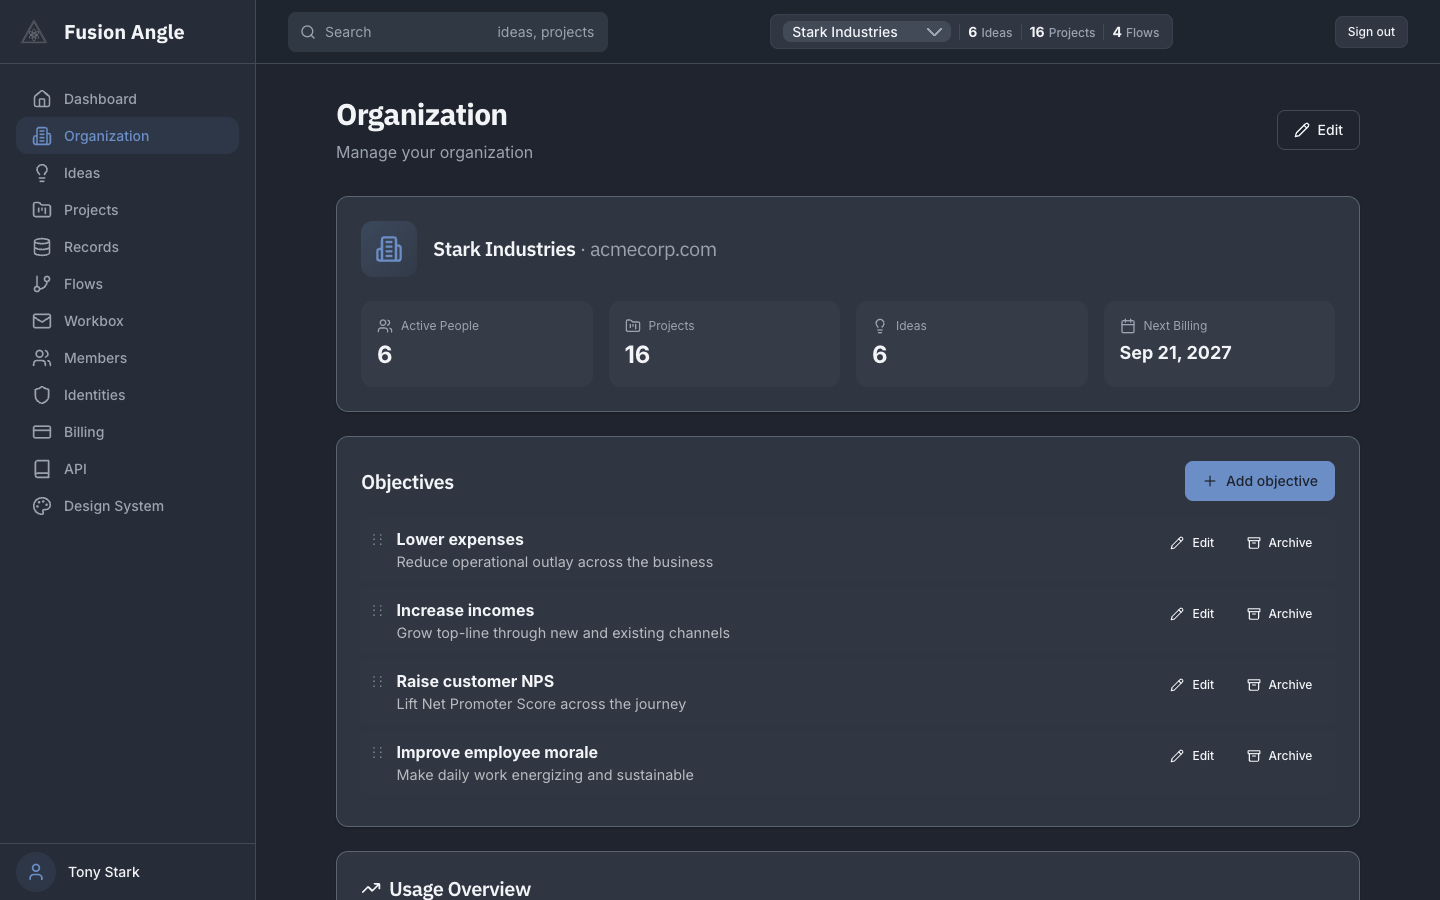 Fusion Angle
Search ideas, projects
Stark Industries 6 Ideas 16 Projects 4 Flows
Sign out
Dashboard
Organization
Ideas
Projects
Records
Flows
Workbox
Members
Identities
Billing
API
Design System
Tony Stark
Organization
Manage your organization
Edit
Stark Industries · acmecorp.com
Active People
6
Projects
16
Ideas
6
Next Billing
Sep 21, 2027
Objectives
Add objective
Lower expenses
Reduce operational outlay across the business
Edit Archive
Increase incomes
Grow top-line through new and existing channels
Edit Archive
Raise customer NPS
Lift Net Promoter Score across the journey
Edit Archive
Improve employee morale
Make daily work energizing and sustainable
Edit Archive
Usage Overview